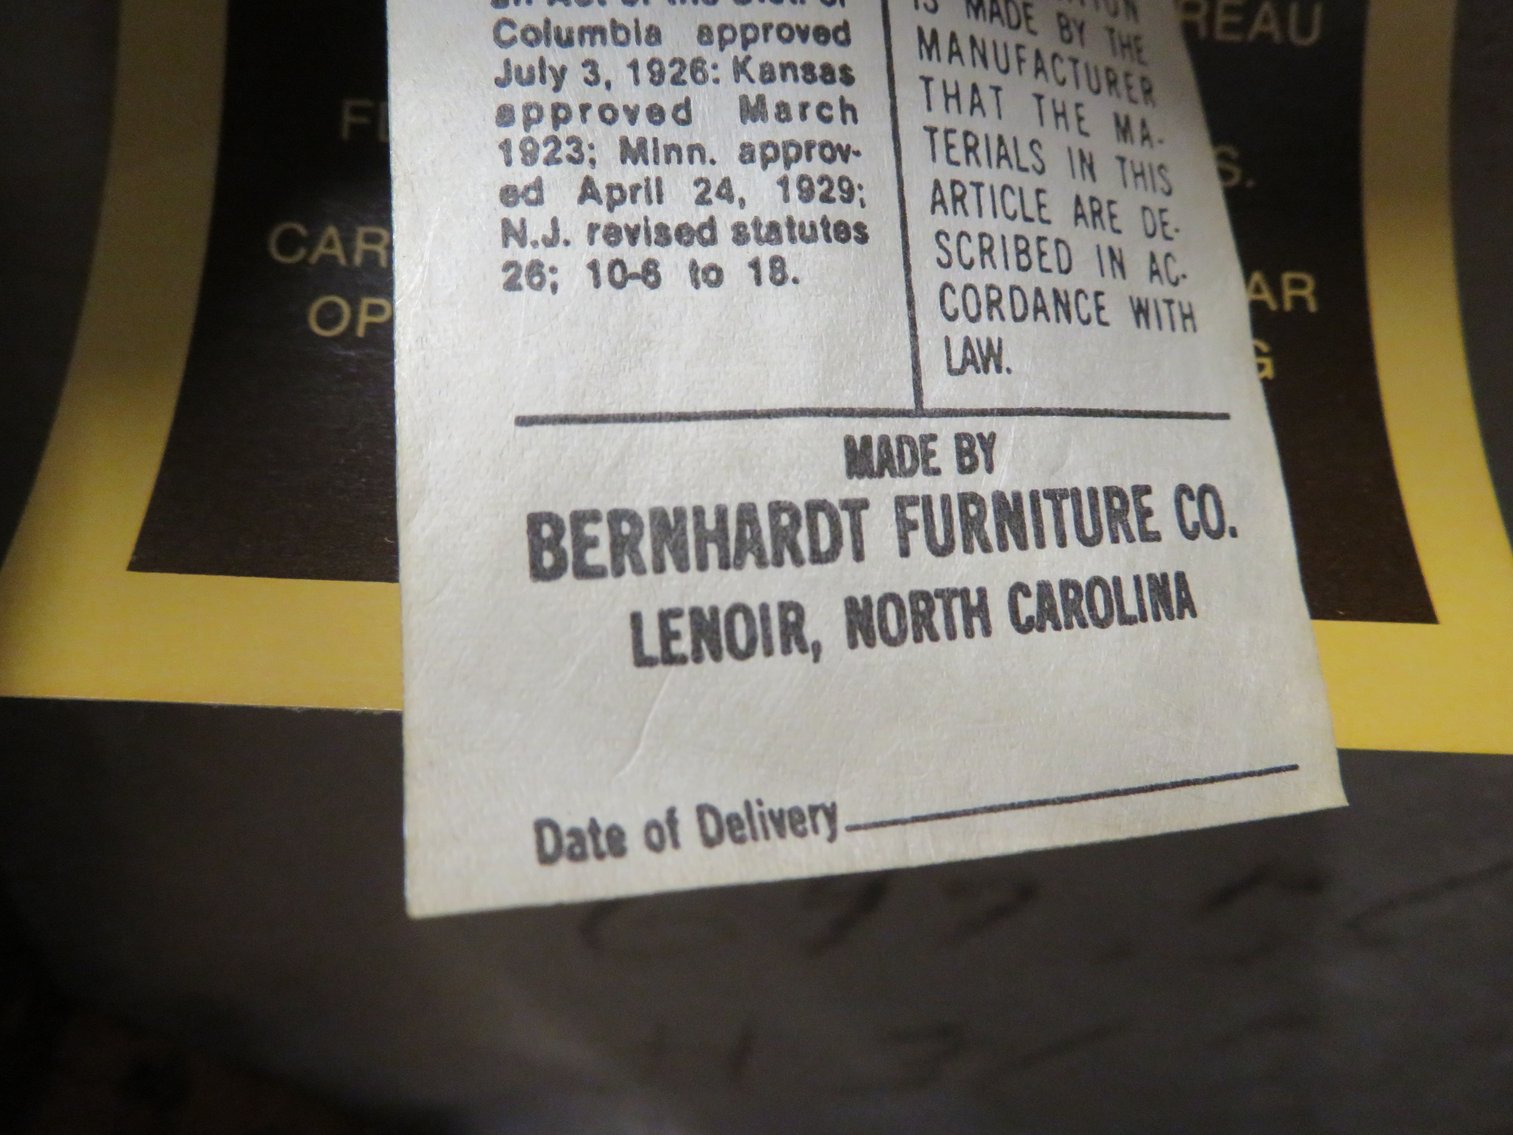 Columbia approved
July 3, 1926: Kansas
approved March
1923; Minn. approv-
ed April 24, 1929;
N.J. revised statutes
26; 10-6 to 18.
IS MADE BY THE
MANUFACTURER
THAT THE MA-
TERIALS IN THIS
ARTICLE ARE DE-
SCRIBED IN AC-
CORDANCE WITH
LAW.
MADE BY
BERNHARDT FURNITURE CO.
LENOIR, NORTH CAROLINA
Date of Delivery